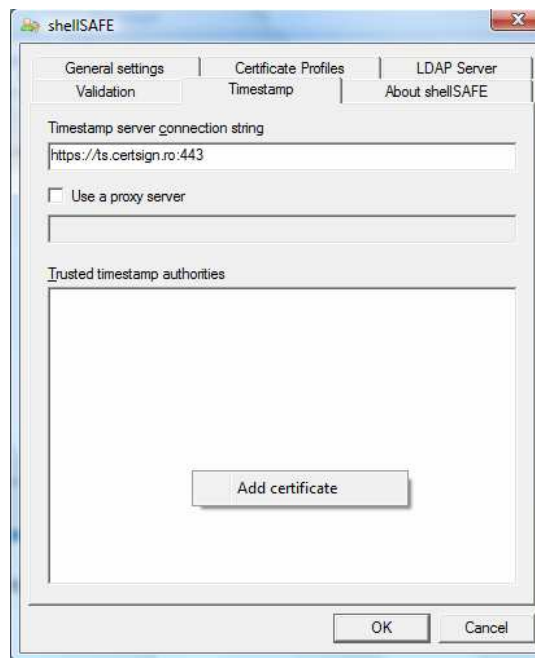 shellSAFE
General settings
Certificate Profiles
LDAP Server
Validation
Timestamp
About shellSAFE
Timestamp server connection string
https://ts.certsign.ro:443
Use a proxy server
Trusted timestamp authorities
Add certificate
OK
Cancel